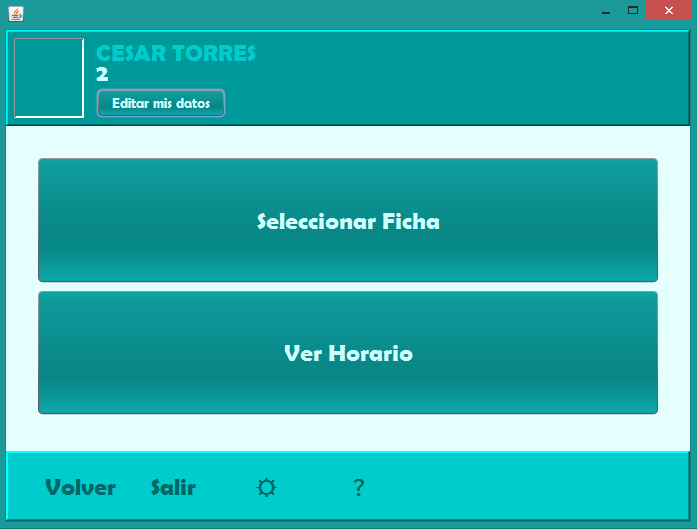 CESAR TORRES
2
Editar mis datos
Seleccionar Ficha
Ver Horario
Volver Salir ☼ ?